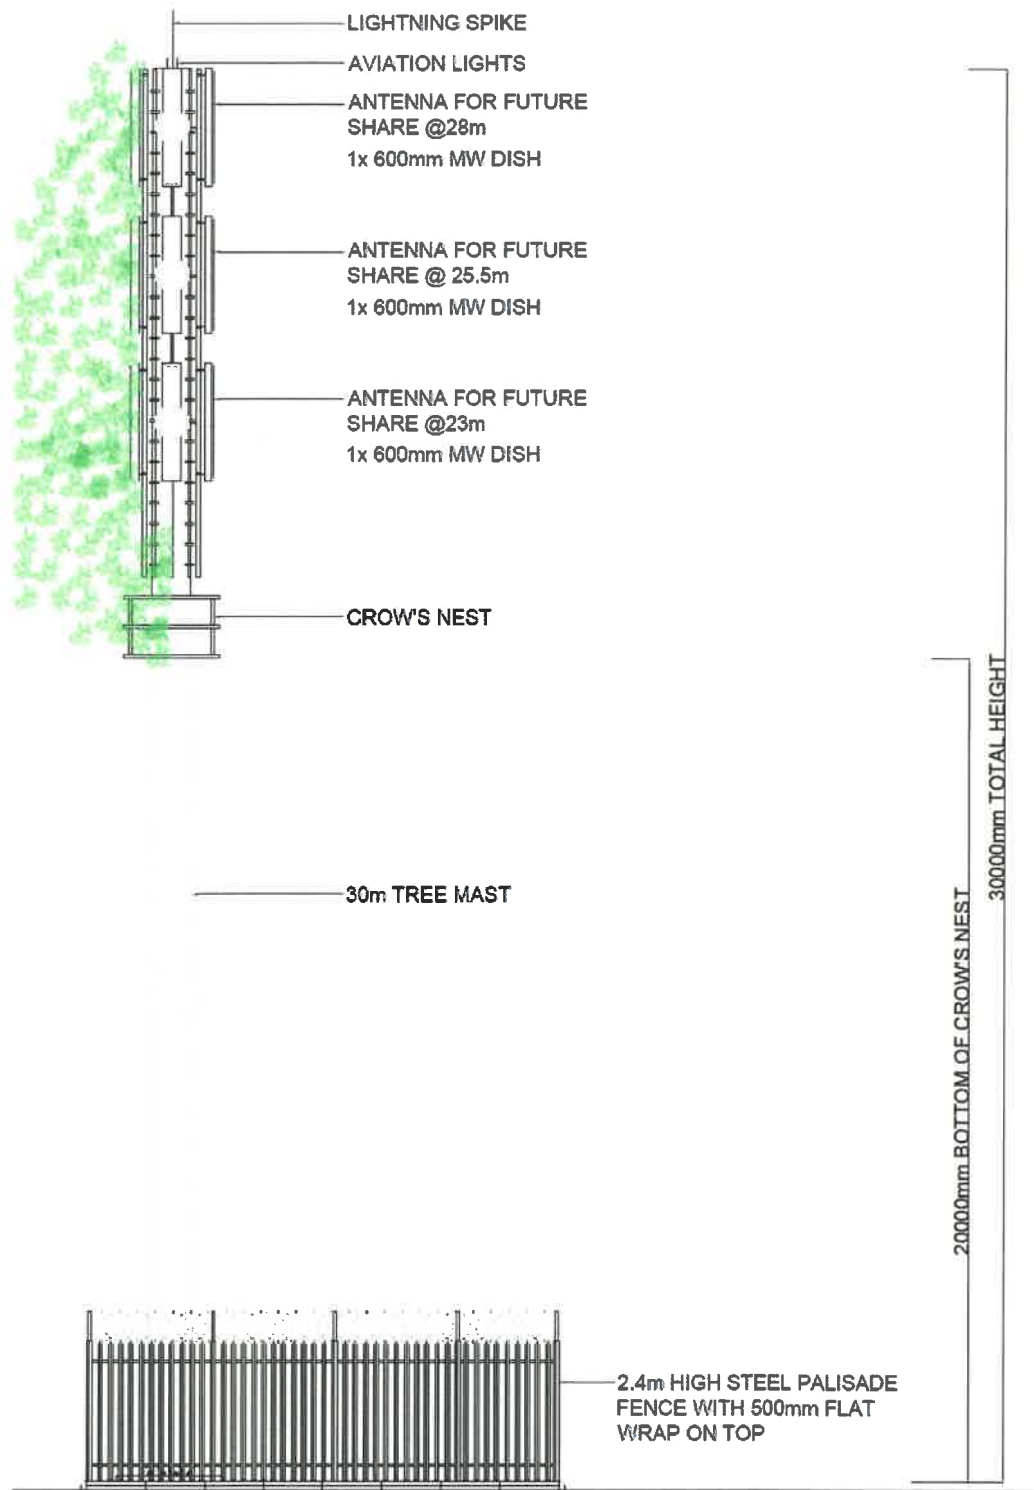 LIGHTNING SPIKE
AVIATION LIGHTS
ANTENNA FOR FUTURE
SHARE @28m
1x 600mm MW DISH
ANTENNA FOR FUTURE
SHARE @ 25.5m
1x 600mm MW DISH
ANTENNA FOR FUTURE
SHARE @23m
1x 600mm MW DISH
CROW'S NEST
30000mm TOTAL HEIGHT
30m TREE MAST
20000mm BOTTOM OF CROW'S NEST
2.4m HIGH STEEL PALISADE
FENCE WITH 500mm FLAT
WRAP ON TOP